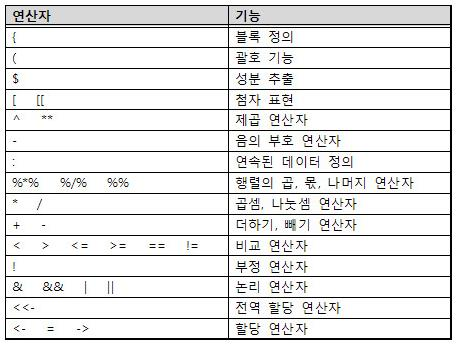 연산자 기능
{ 블록 정의
( 괄호 기능
$ 성분 추출
[ [[ 첨자 표현
^ ** 제곱 연산자
- 음의 부호 연산자
: 연속된 데이터 정의
%*% %/% %% 행렬의 곱, 몫, 나머지 연산자
* / 곱셈, 나눗셈 연산자
+ - 더하기, 빼기 연산자
< > <= >= == != 비교 연산자
! 부정 연산자
& && | || 논리 연산자
<<- 전역 할당 연산자
<- = -> 할당 연산자